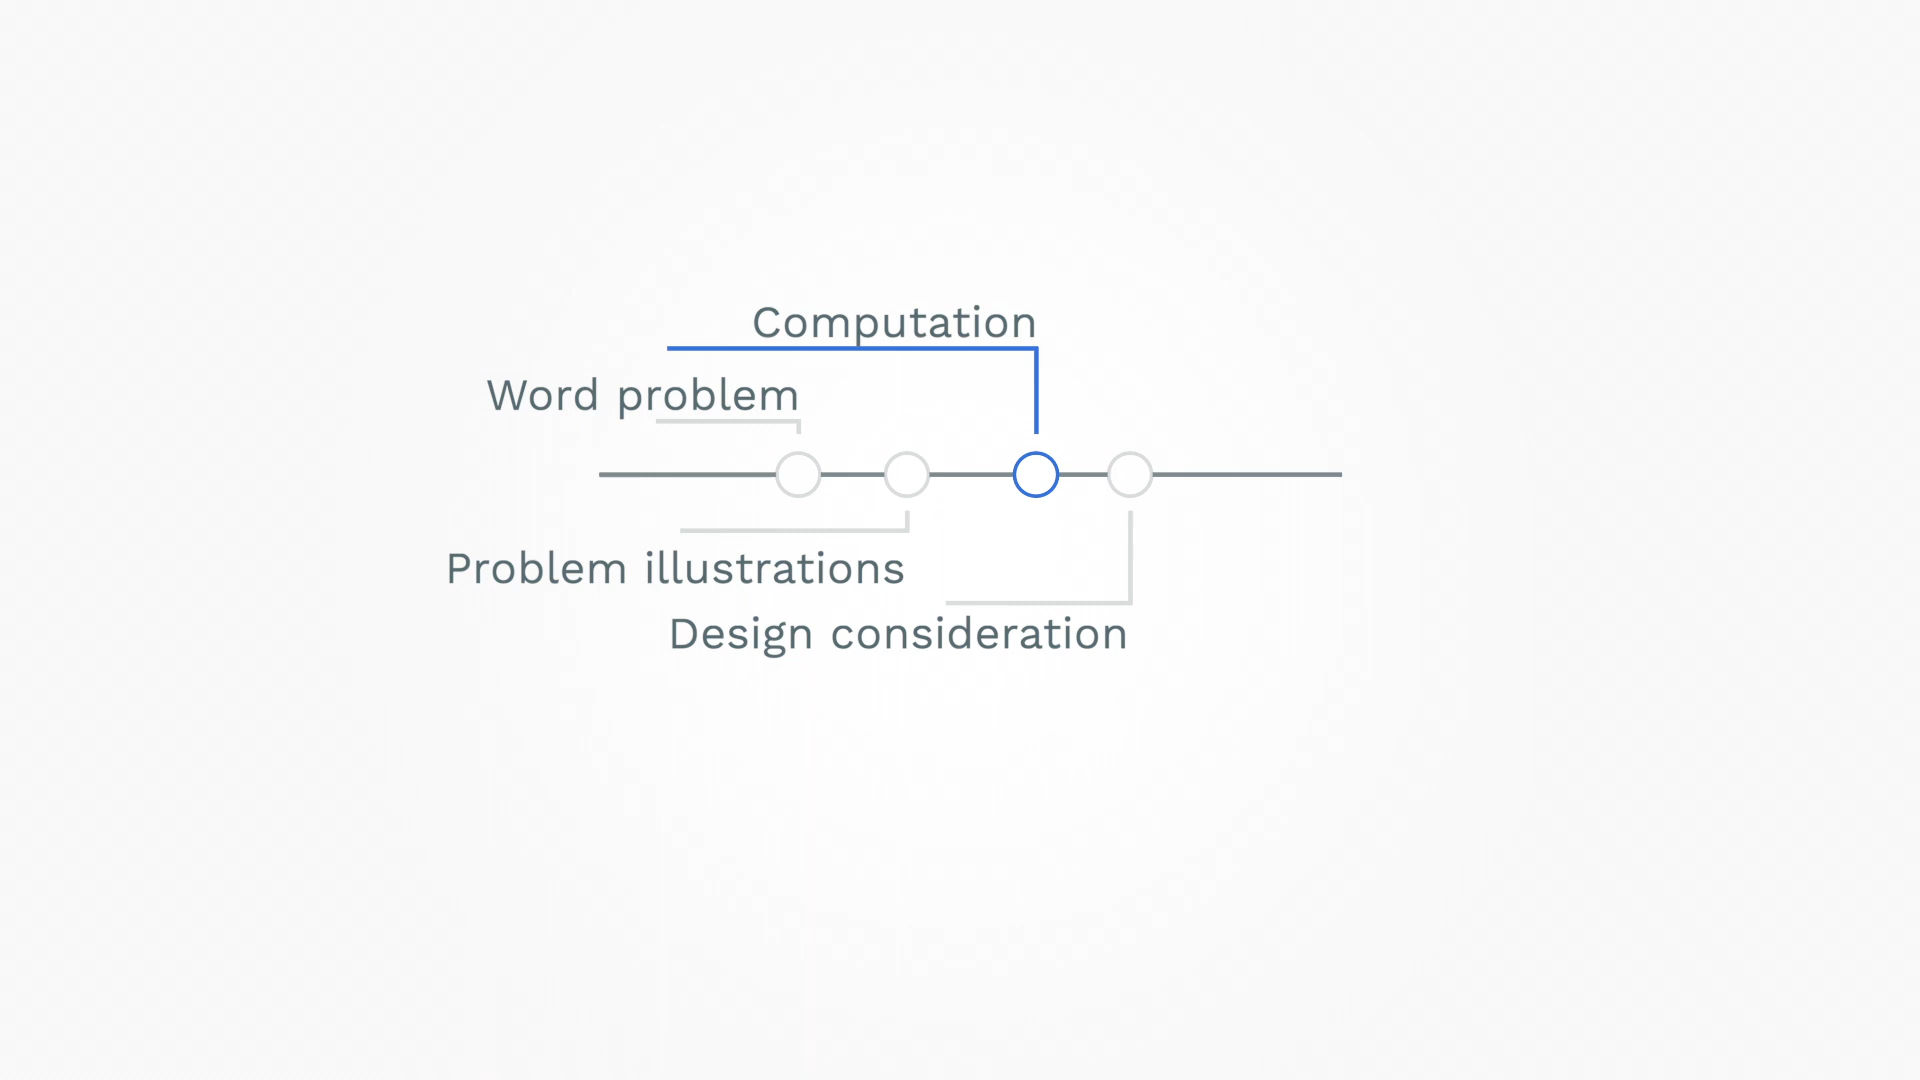 Computation
Word problem
Problem illustrations
Design consideration